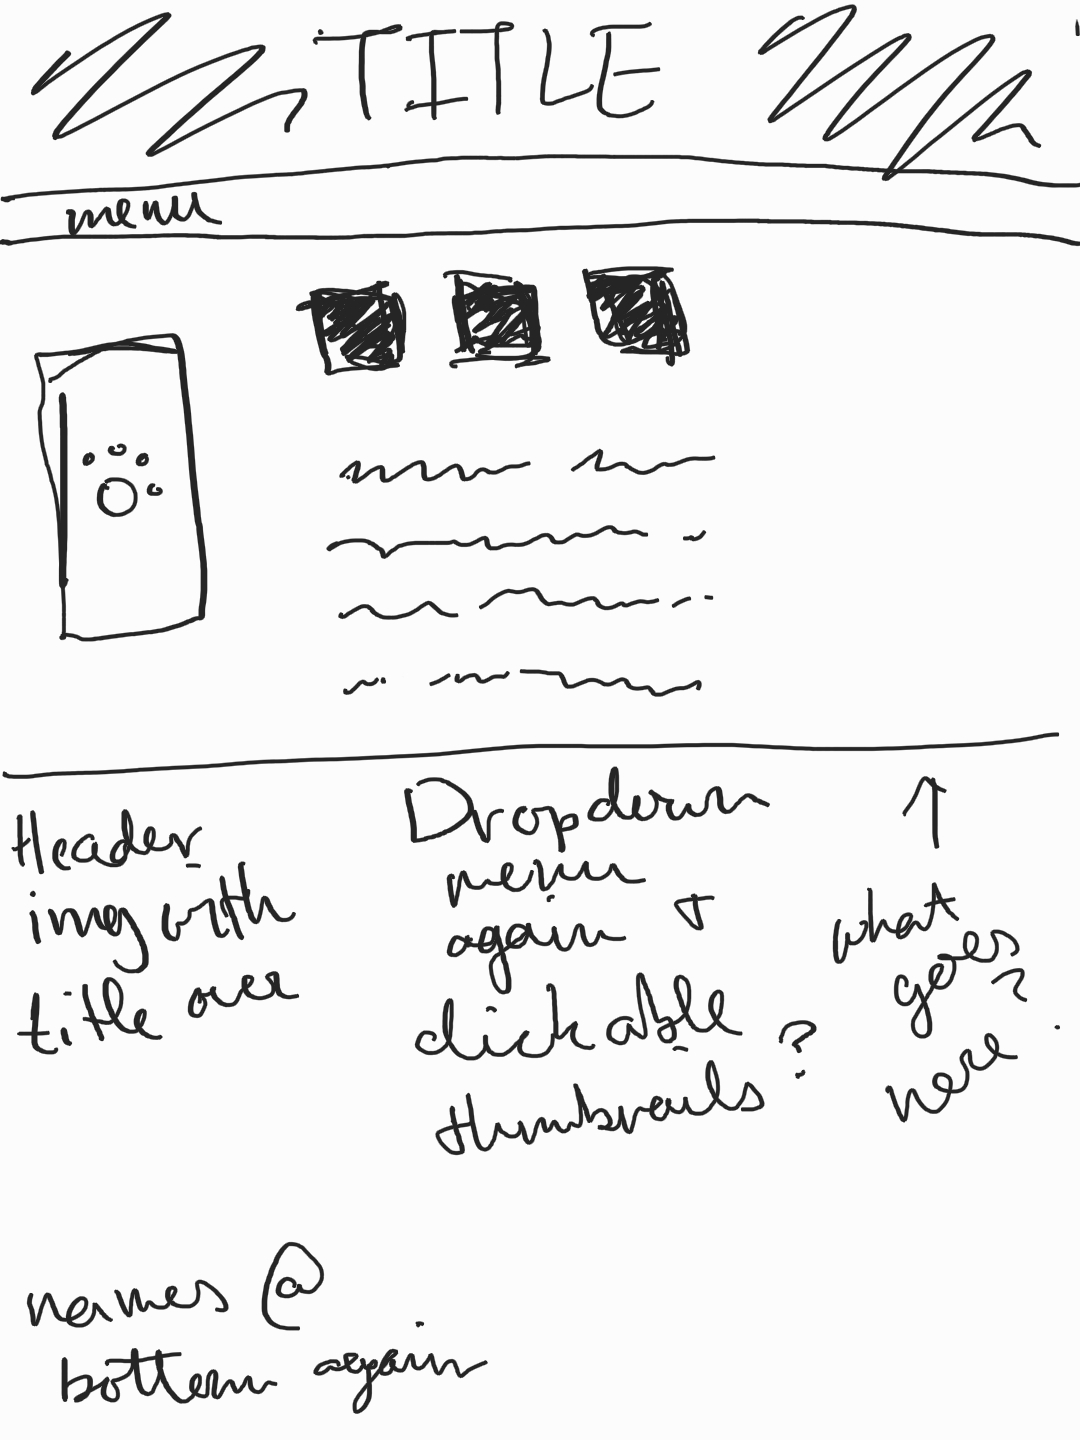 TITLE
menu
Header
img with
title over
Dropdown
menu
again +
clickable
thumbnails?
↑
what
goes
here?
names @
bottom again